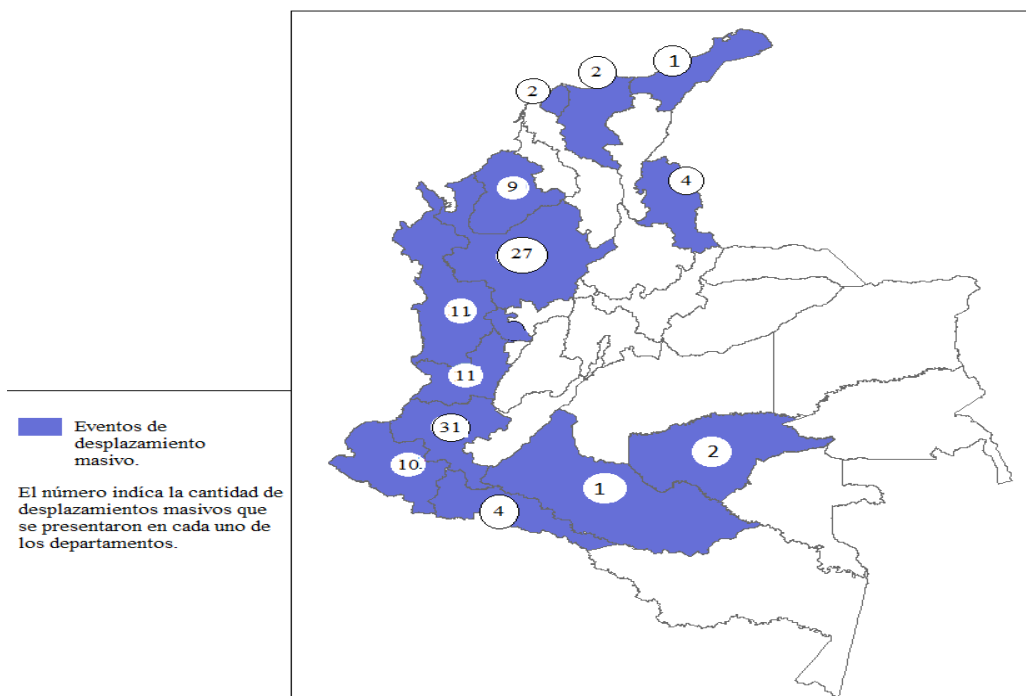 1
2
2
4
9
27
11
11
31
2
10.
1
4
Eventos de
desplazamiento
masivo.
El número indica la cantidad de
desplazamientos masivos que
se presentaron en cada uno de
los departamentos.